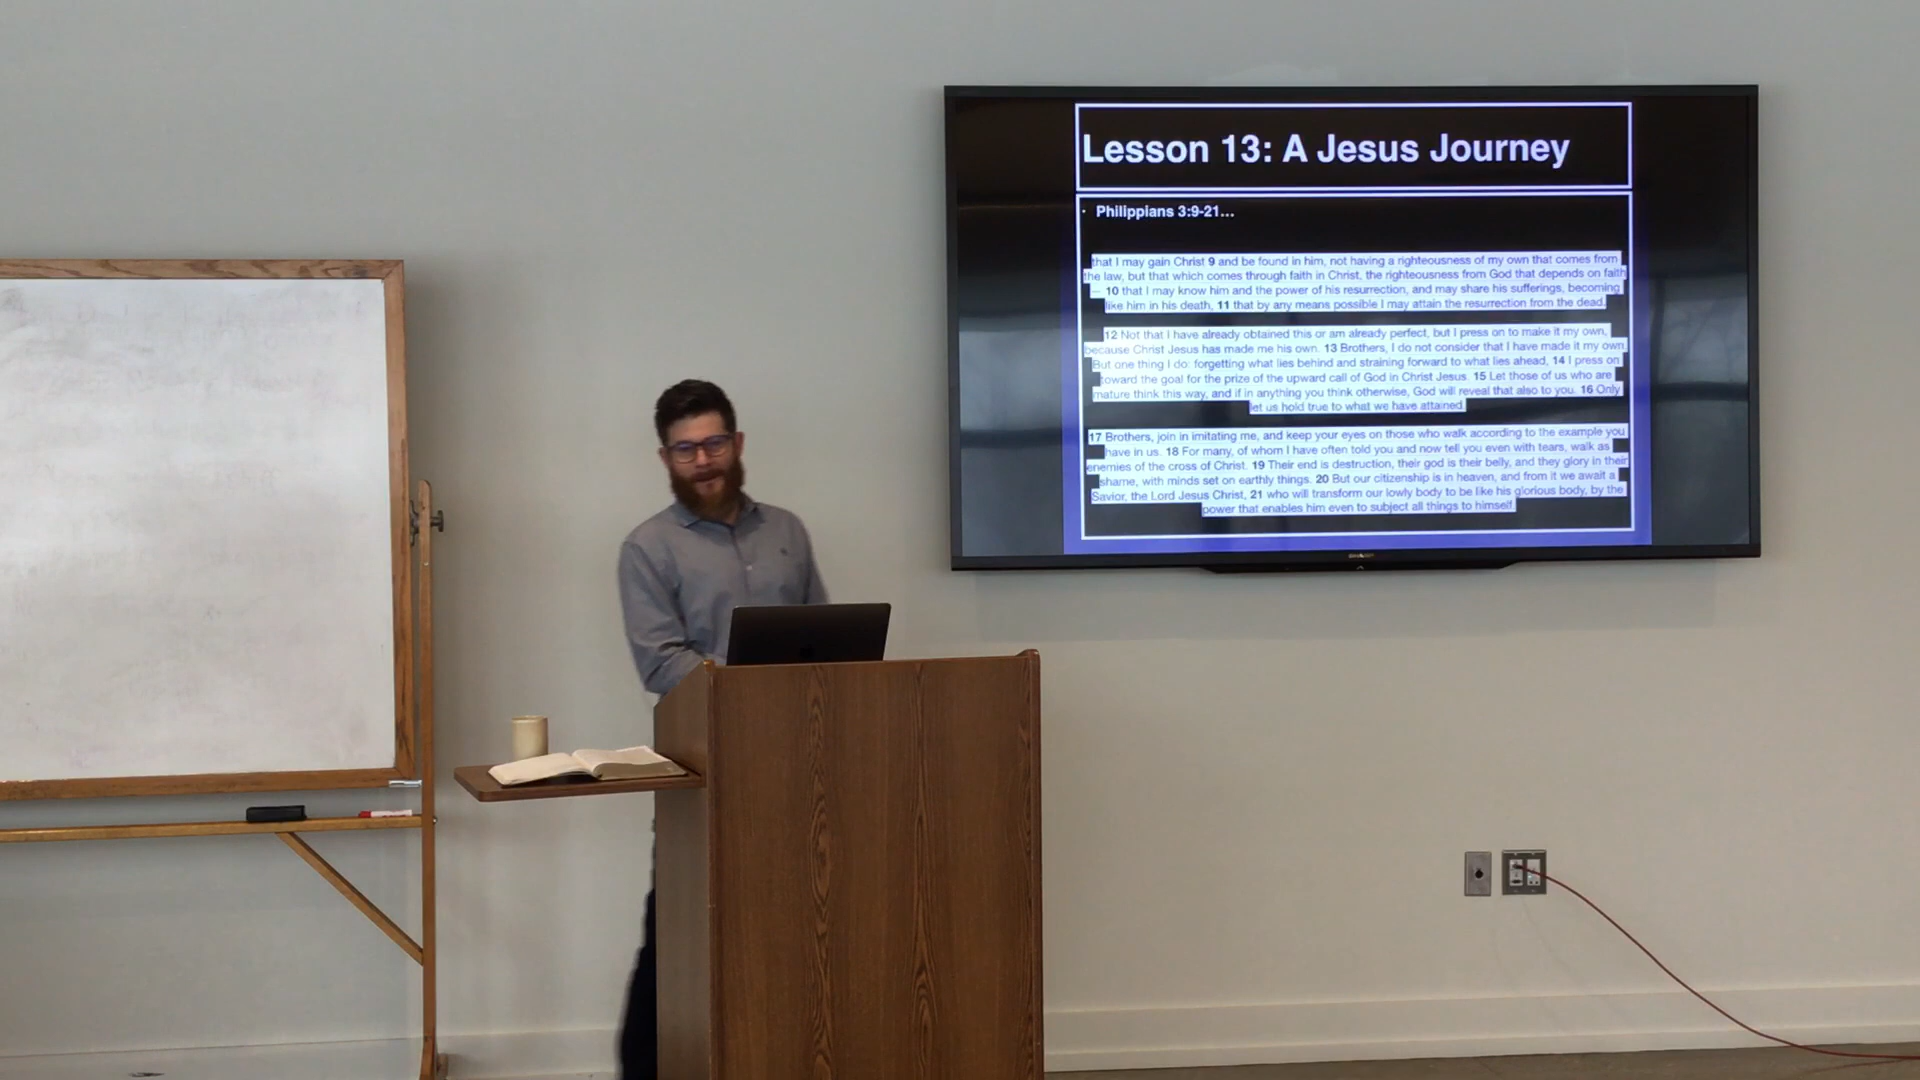 Lesson 13: A Jesus Journey
· Philippians 3:9-21...
that I may gain Christ 9 and be found in him, not having a righteousness of my own that comes from
the law, but that which comes through faith in Christ, the righteousness from God that depends on faith
— 10 that I may know him and the power of his resurrection, and may share his sufferings, becoming
like him in his death, 11 that by any means possible I may attain the resurrection from the dead.
12 Not that I have already obtained this or am already perfect, but I press on to make it my own,
because Christ Jesus has made me his own. 13 Brothers, I do not consider that I have made it my own.
But one thing I do: forgetting what lies behind and straining forward to what lies ahead, 14 I press on
toward the goal for the prize of the upward call of God in Christ Jesus. 15 Let those of us who are
mature think this way, and if in anything you think otherwise, God will reveal that also to you. 16 Only
let us hold true to what we have attained.
17 Brothers, join in imitating me, and keep your eyes on those who walk according to the example you
have in us. 18 For many, of whom I have often told you and now tell you even with tears, walk as
enemies of the cross of Christ. 19 Their end is destruction, their god is their belly, and they glory in their
shame, with minds set on earthly things. 20 But our citizenship is in heaven, and from it we await a
Savior, the Lord Jesus Christ, 21 who will transform our lowly body to be like his glorious body, by the
power that enables him even to subject all things to himself.
SHARP